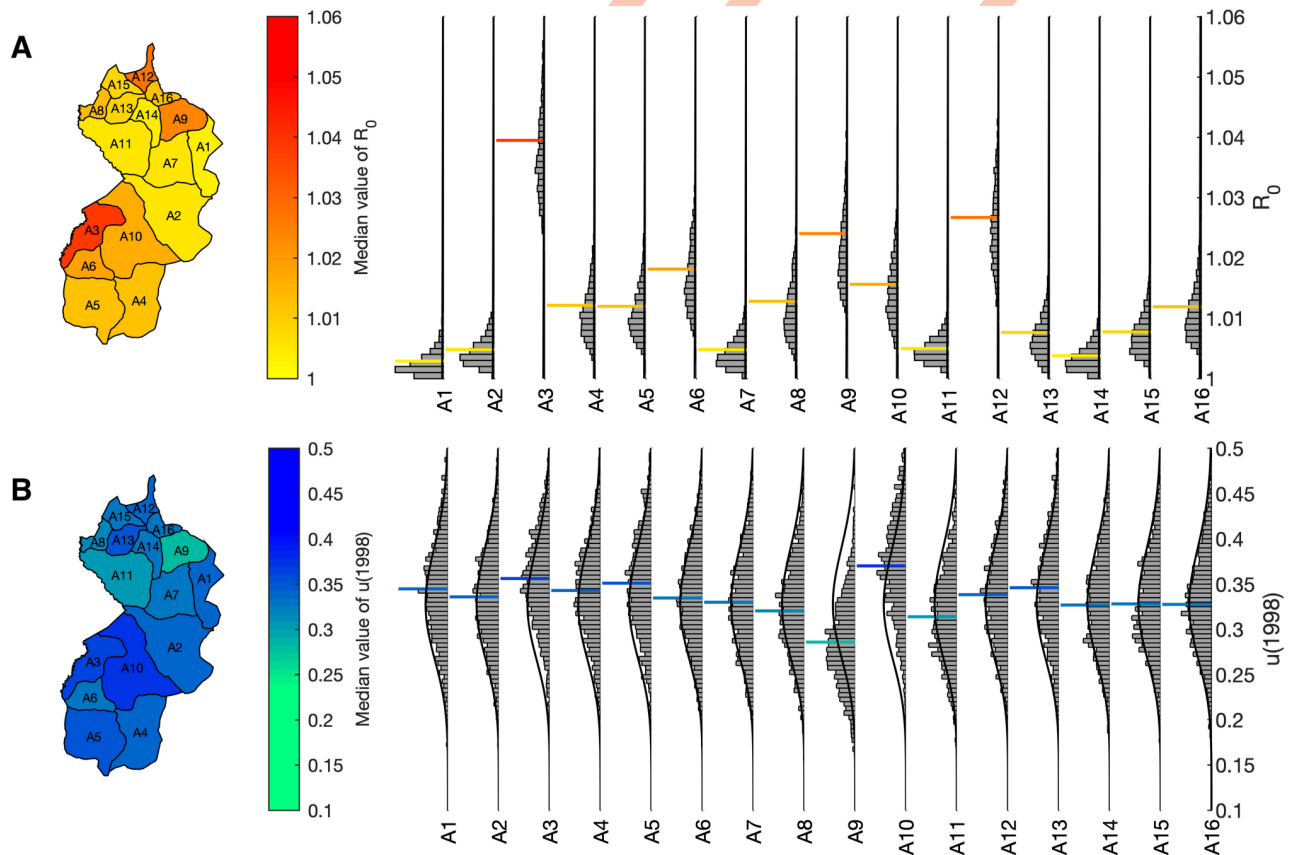 A
A12
A15
A16
A8
A13
A14
A9
A11
A1
A7
A2
A3
A10
A6
A5
A4
1.06
1.05
1.04
1.03
1.02
1.01
1
Median value of R0
A1
A2
A3
A4
A5
A6
A7
A8
A9
A10
A11
A12
A13
A14
A15
A16
1.06
1.05
1.04
1.03
1.02
1.01
1
R0
B
A12
A15
A16
A8
A13
A14
A9
A11
A1
A7
A2
A3
A10
A6
A5
A4
0.5
0.45
0.4
0.35
0.3
0.25
0.2
0.15
0.1
Median value of u(1998)
A1
A2
A3
A4
A5
A6
A7
A8
A9
A10
A11
A12
A13
A14
A15
A16
0.5
0.45
0.4
0.35
0.3
0.25
0.2
0.15
0.1
u(1998)